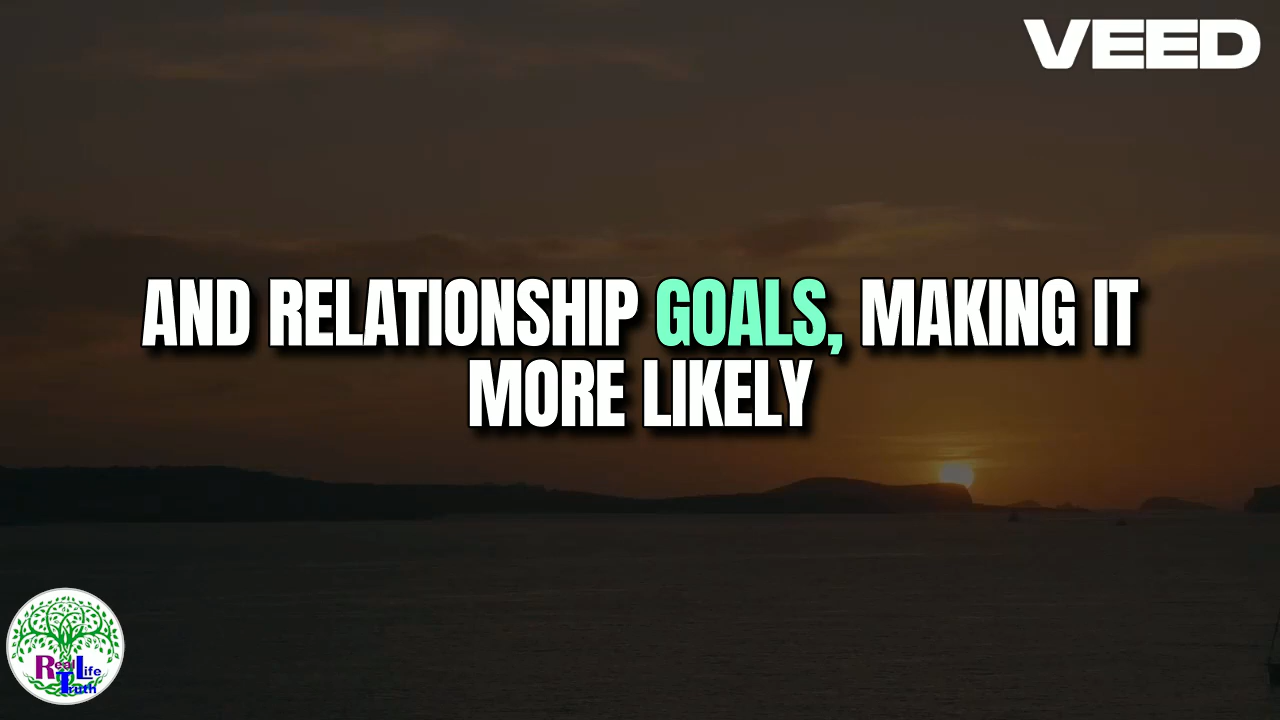 VEED
AND RELATIONSHIP GOALS, MAKING IT
MORE LIKELY
Real Life
Truth